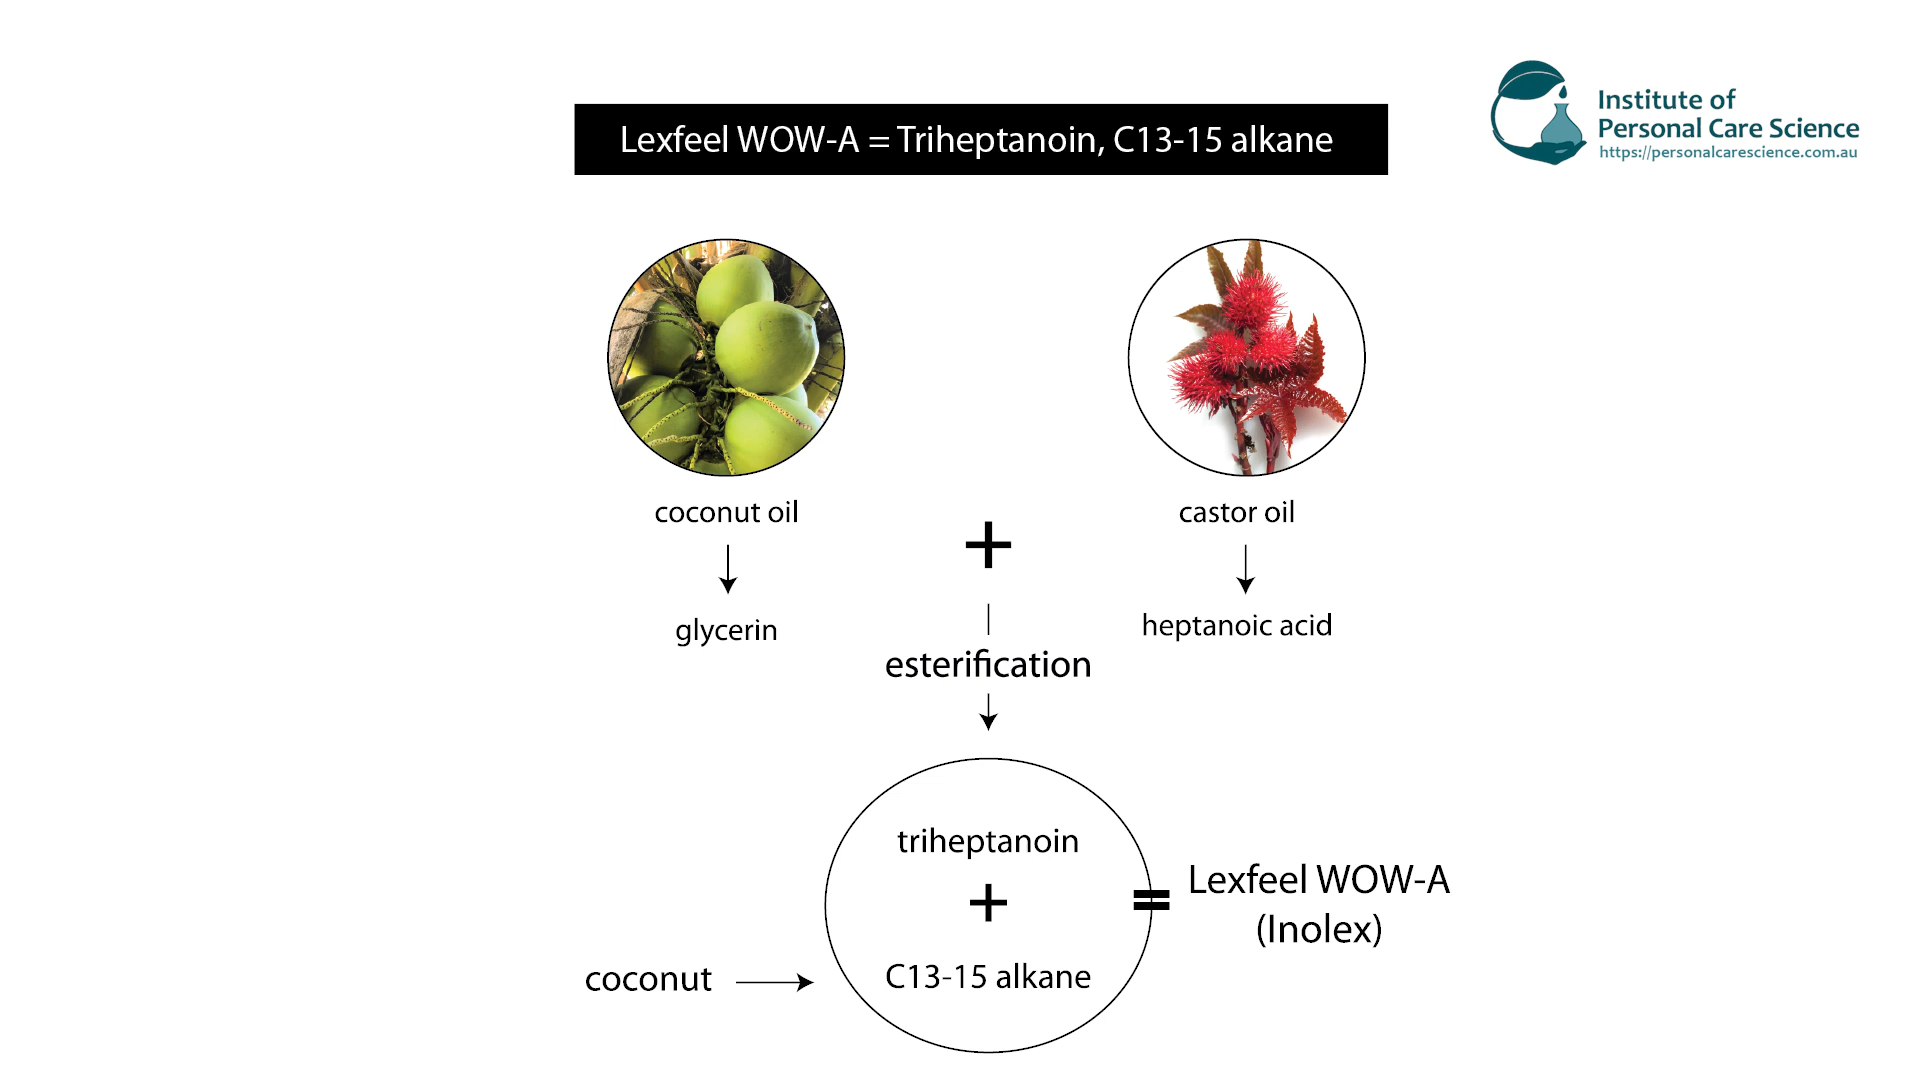 Institute of
Personal Care Science
https://personalcarescience.com.au
Lexfeel WOW-A = Triheptanoin, C13-15 alkane
coconut oil
castor oil
+
glycerin
heptanoic acid
esterification
triheptanoin
+
= Lexfeel WOW-A
(Inolex)
coconut
C13-15 alkane